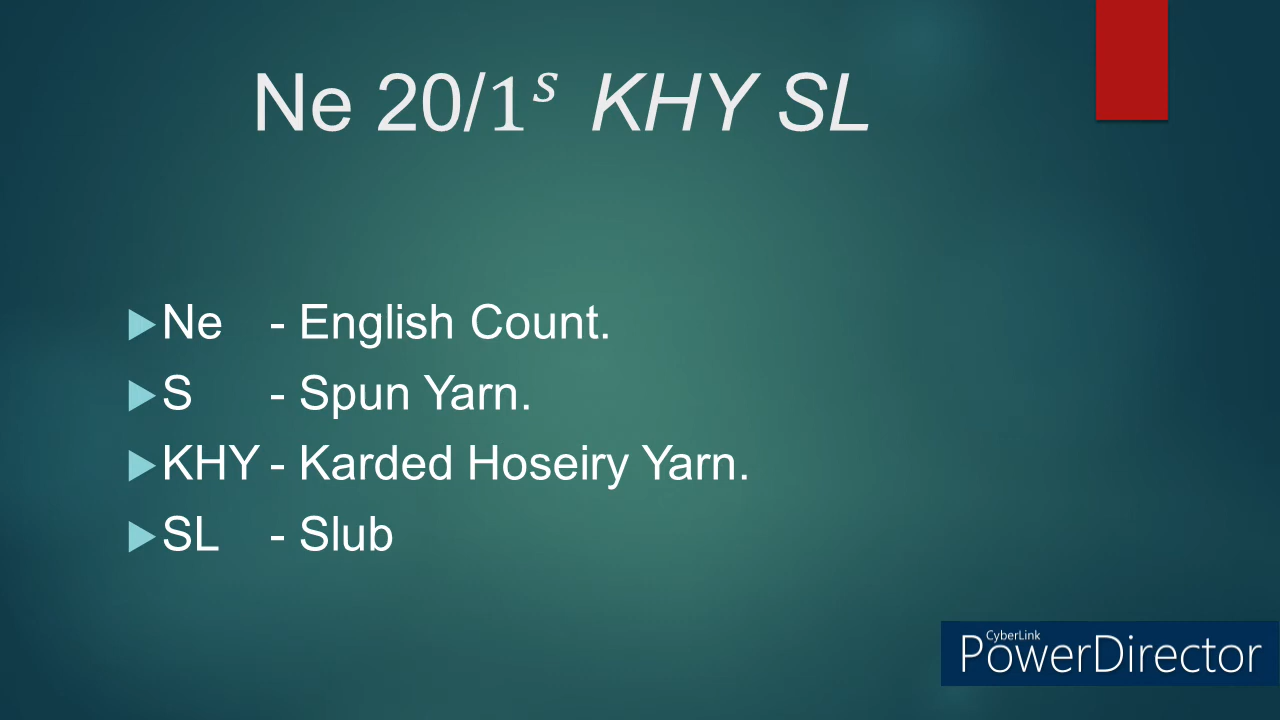 Ne 20/1ˢ KHY SL
Ne - English Count.
S - Spun Yarn.
KHY - Karded Hoseiry Yarn.
SL - Slub
CyberLink
PowerDirector